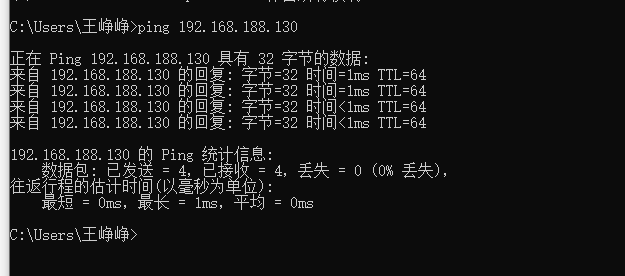 C:\Users\王峥峥>ping 192.168.188.130
正在 Ping 192.168.188.130 具有 32 字节的数据:
来自 192.168.188.130 的回复: 字节=32 时间=1ms TTL=64
来自 192.168.188.130 的回复: 字节=32 时间=1ms TTL=64
来自 192.168.188.130 的回复: 字节=32 时间<1ms TTL=64
来自 192.168.188.130 的回复: 字节=32 时间<1ms TTL=64
192.168.188.130 的 Ping 统计信息:
数据包: 已发送 = 4, 已接收 = 4, 丢失 = 0 (0% 丢失),
往返行程的估计时间(以毫秒为单位):
最短 = 0ms, 最长 = 1ms, 平均 = 0ms
C:\Users\王峥峥>